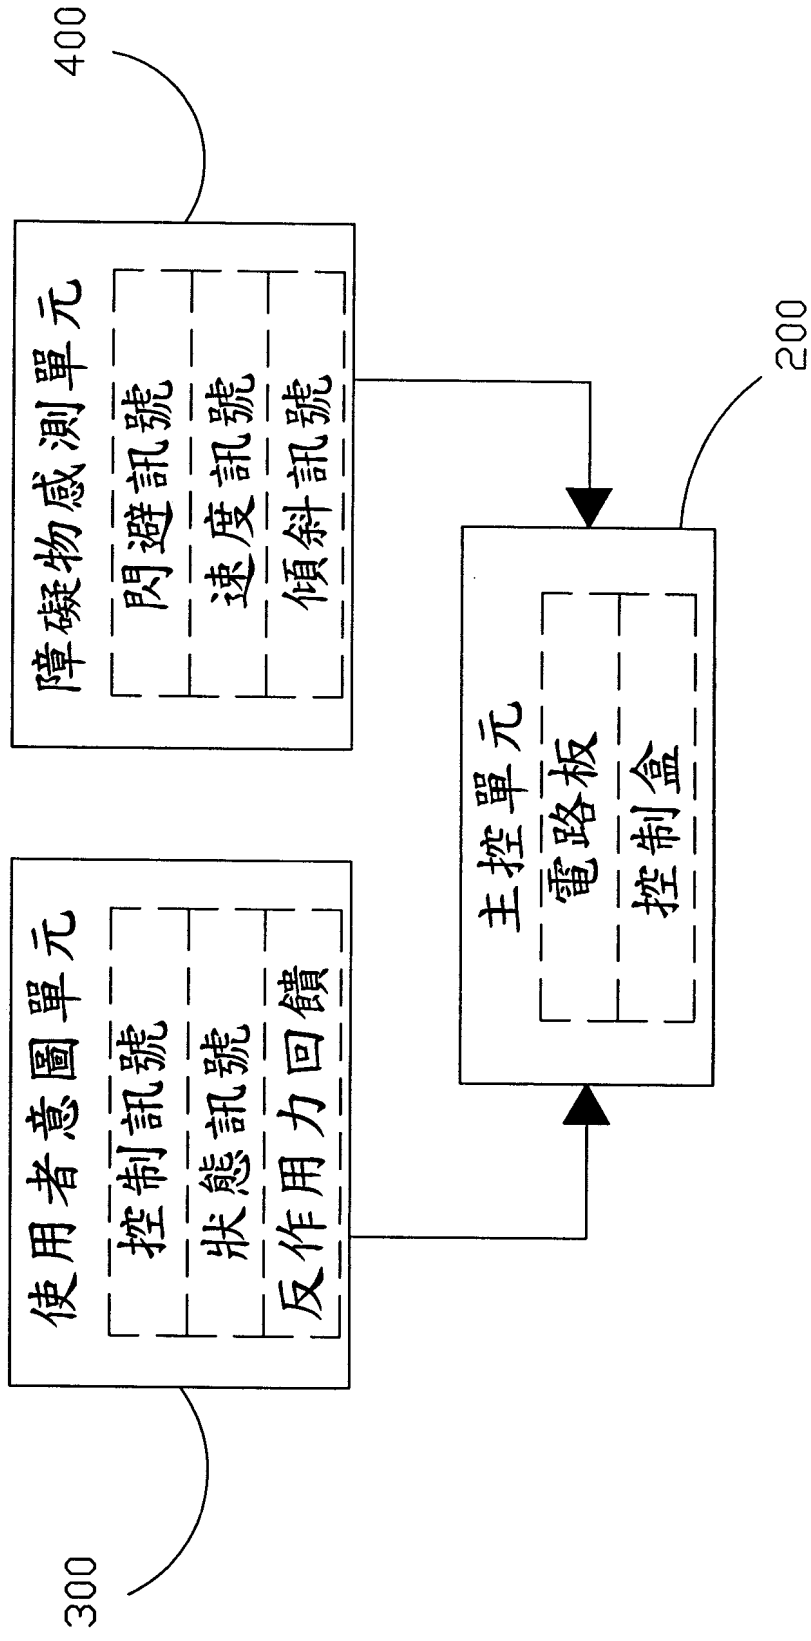 300
使用者意圖單元
控制訊號
狀態訊號
反作用力回饋
400
障礙物感測單元
閃避訊號
速度訊號
傾斜訊號
200
主控單元
電路板
控制盒